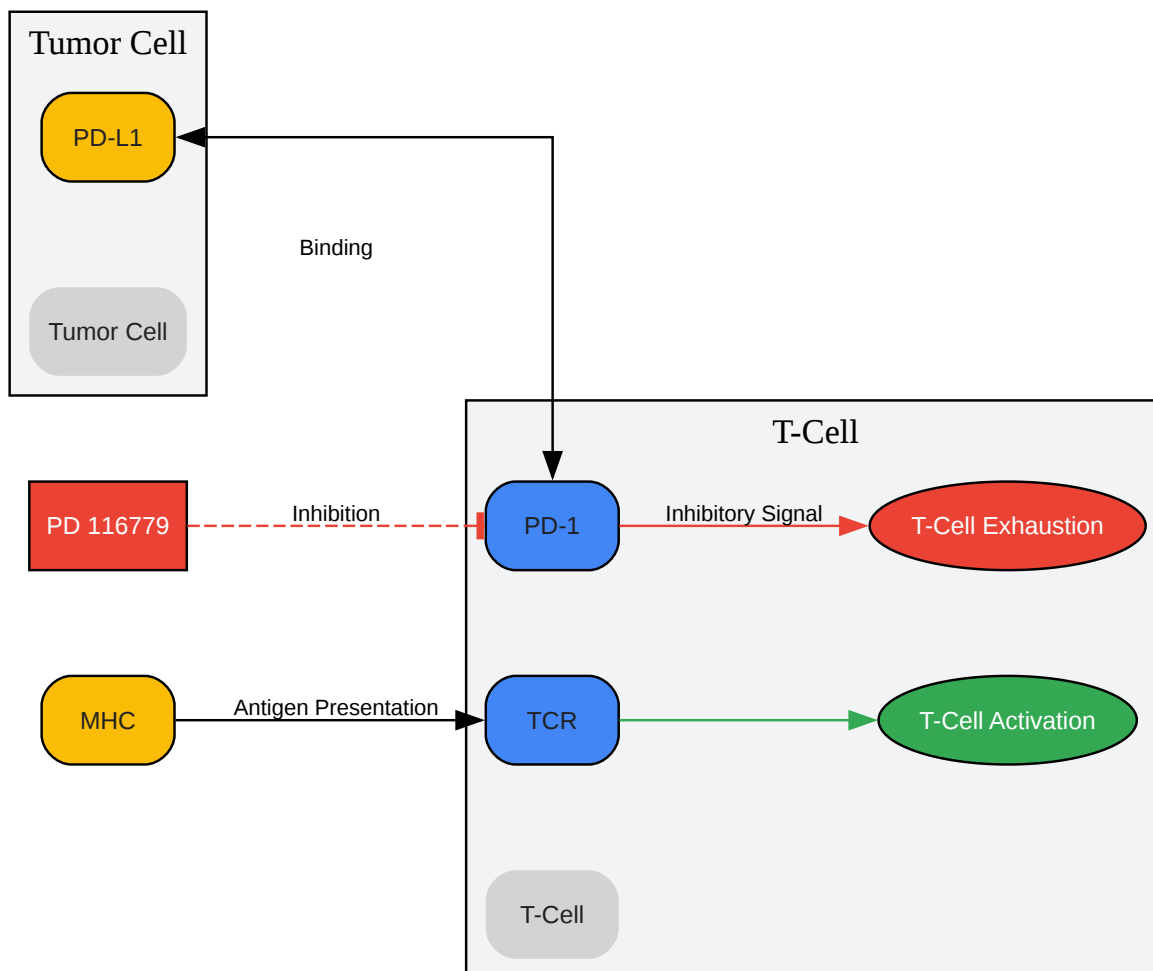 Tumor Cell
PD-L1
Binding
Tumor Cell
T-Cell
PD 116779
Inhibition
PD-1
Inhibitory Signal
T-Cell Exhaustion
MHC
Antigen Presentation
TCR
T-Cell Activation
T-Cell